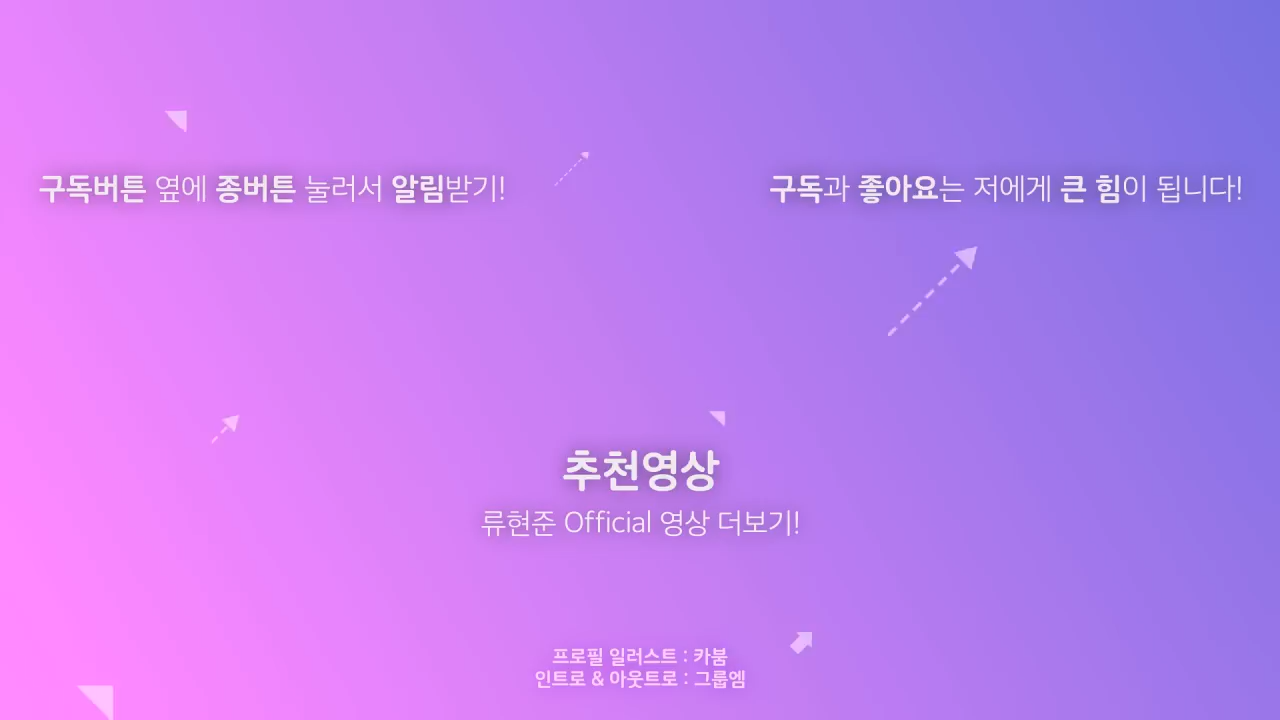 구독버튼 옆에 종버튼 눌러서 알림받기!
구독과 좋아요는 저에게 큰 힘이 됩니다!
추천영상
류현준 Official 영상 더보기!
프로필 일러스트 : 카붐
인트로 & 아웃트로 : 그룹엠